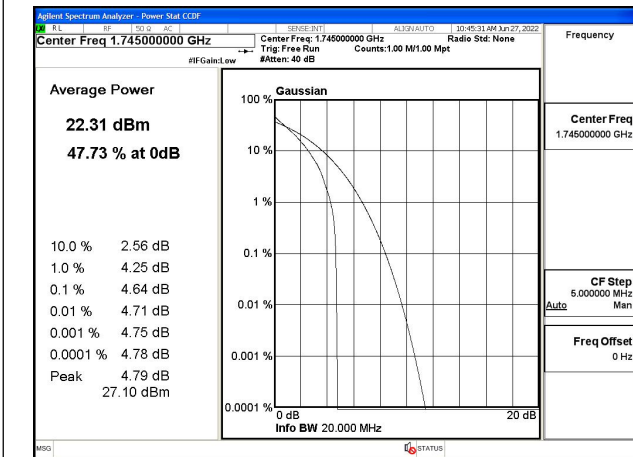 Agilent Spectrum Analyzer - Power Stat CCDF
RL RF 50 Ω AC SENSE:INT ALIGN AUTO 10:45:31 AM Jun 27, 2022
Center Freq 1.745000000 GHz
Center Freq: 1.745000000 GHz Radio Std: None
Trig: Free Run Counts:1.00 M/1.00 Mpt
#IFGain:Low #Atten: 40 dB
Frequency
Average Power
22.31 dBm
47.73 % at 0dB
10.0 % 2.56 dB
1.0 % 4.25 dB
0.1 % 4.64 dB
0.01 % 4.71 dB
0.001 % 4.75 dB
0.0001 % 4.78 dB
Peak 4.79 dB
27.10 dBm
Gaussian
100 %
10 %
1 %
0.1 %
0.01 %
0.001 %
0.0001 %
0 dB 20 dB
Info BW 20.000 MHz
Center Freq
1.745000000 GHz
CF Step
5.000000 MHz
Auto Man
Freq Offset
0 Hz
MSG STATUS